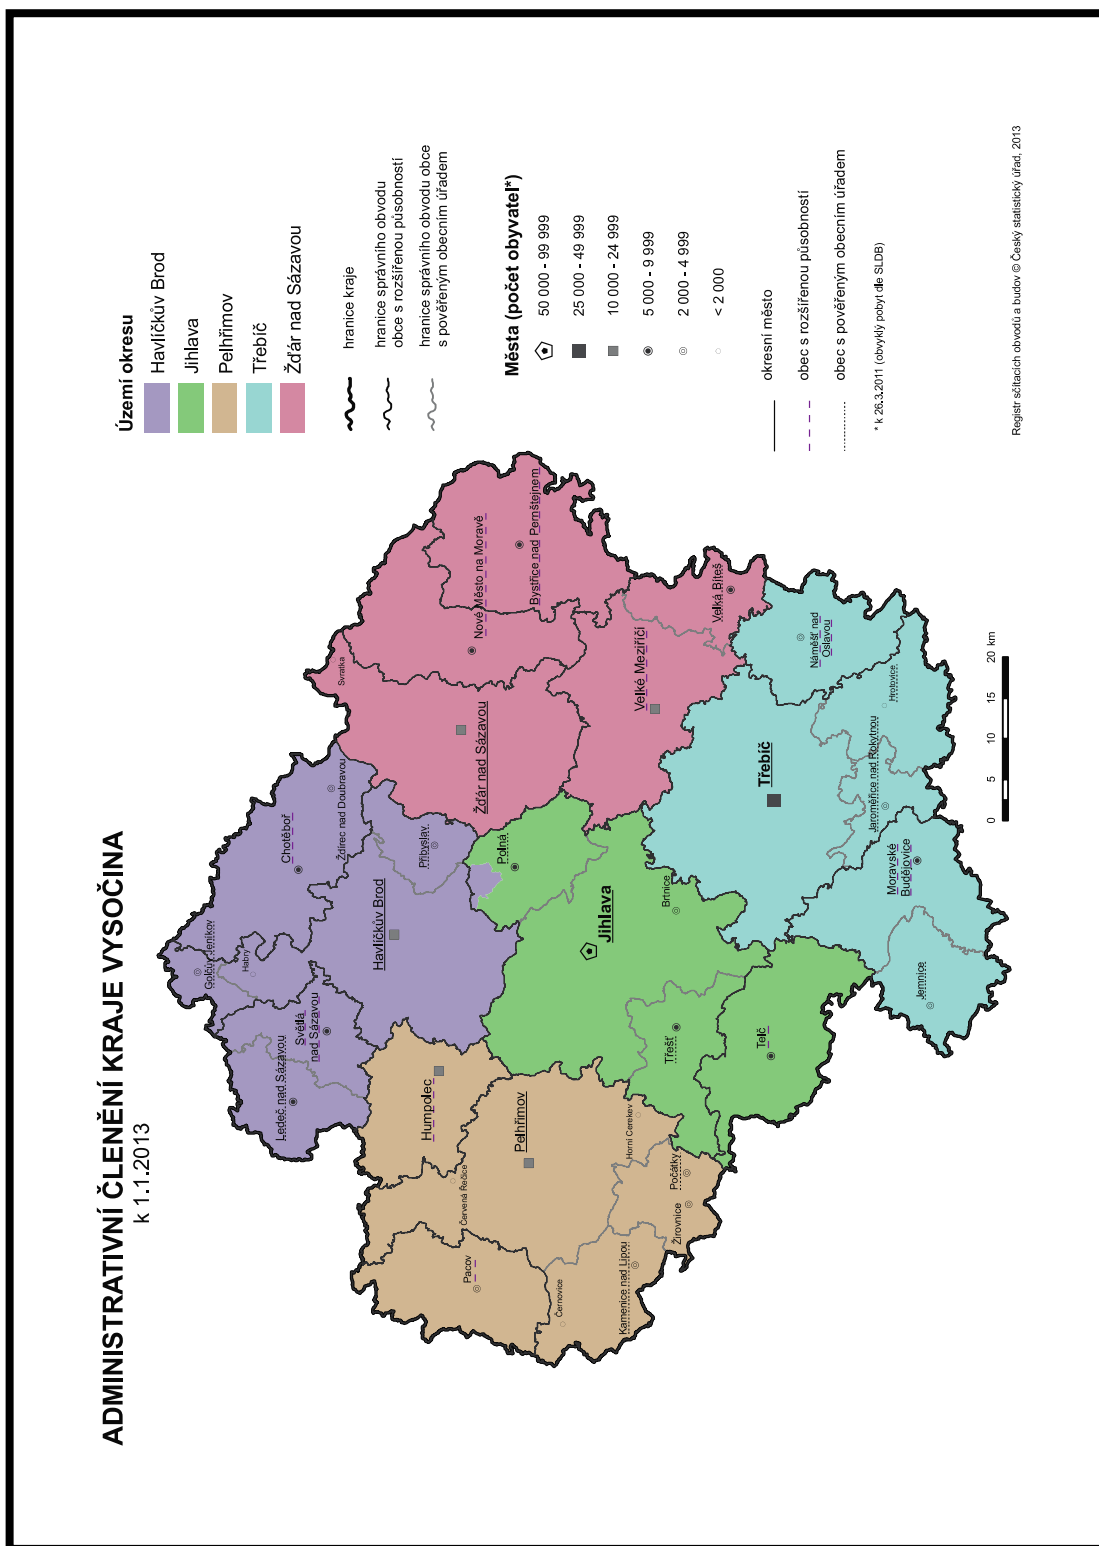 ADMINISTRATIVNÍ ČLENĚNÍ KRAJE VYSOČINA
k 1.1.2013
Území okresu
Havlíčkův Brod
Jihlava
Pelhřimov
Třebíč
Žďár nad Sázavou
hranice kraje
hranice správního obvodu
obce s rozšířenou působností
hranice správního obvodu obce
s pověřeným obecním úřadem
Města (počet obyvatel*)
50 000 - 99 999
25 000 - 49 999
10 000 - 24 999
5 000 - 9 999
2 000 - 4 999
< 2 000
okresní město
obec s rozšířenou působností
obec s pověřeným obecním úřadem
* k 26.3.2011 (obvyklý pobyt dle SLDB)
Registr sčítacích obvodů a budov © Český statistický úřad, 2013
Golčův Jeníkov
Habry
Chotěboř
Ždírec nad Doubravou
Ledeč nad Sázavou
Světlá
nad Sázavou
Havlíčkův Brod
Přibyslav
Svratka
Nové Město na Moravě
Bystřice nad Pernštejnem
Žďár nad Sázavou
Velké Meziříčí
Velká Bíteš
Humpolec
Pelhřimov
Červená Řečice
Pacov
Černovice
Kamenice nad Lipou
Žirovnice
Počátky
Horní Cerekev
Polná
Jihlava
Brtnice
Třešť
Telč
Třebíč
Náměšť nad
Oslavou
Hrotovice
Jaroměřice nad Rokytnou
Moravské
Budějovice
Jemnice
0 5 10 15 20 km